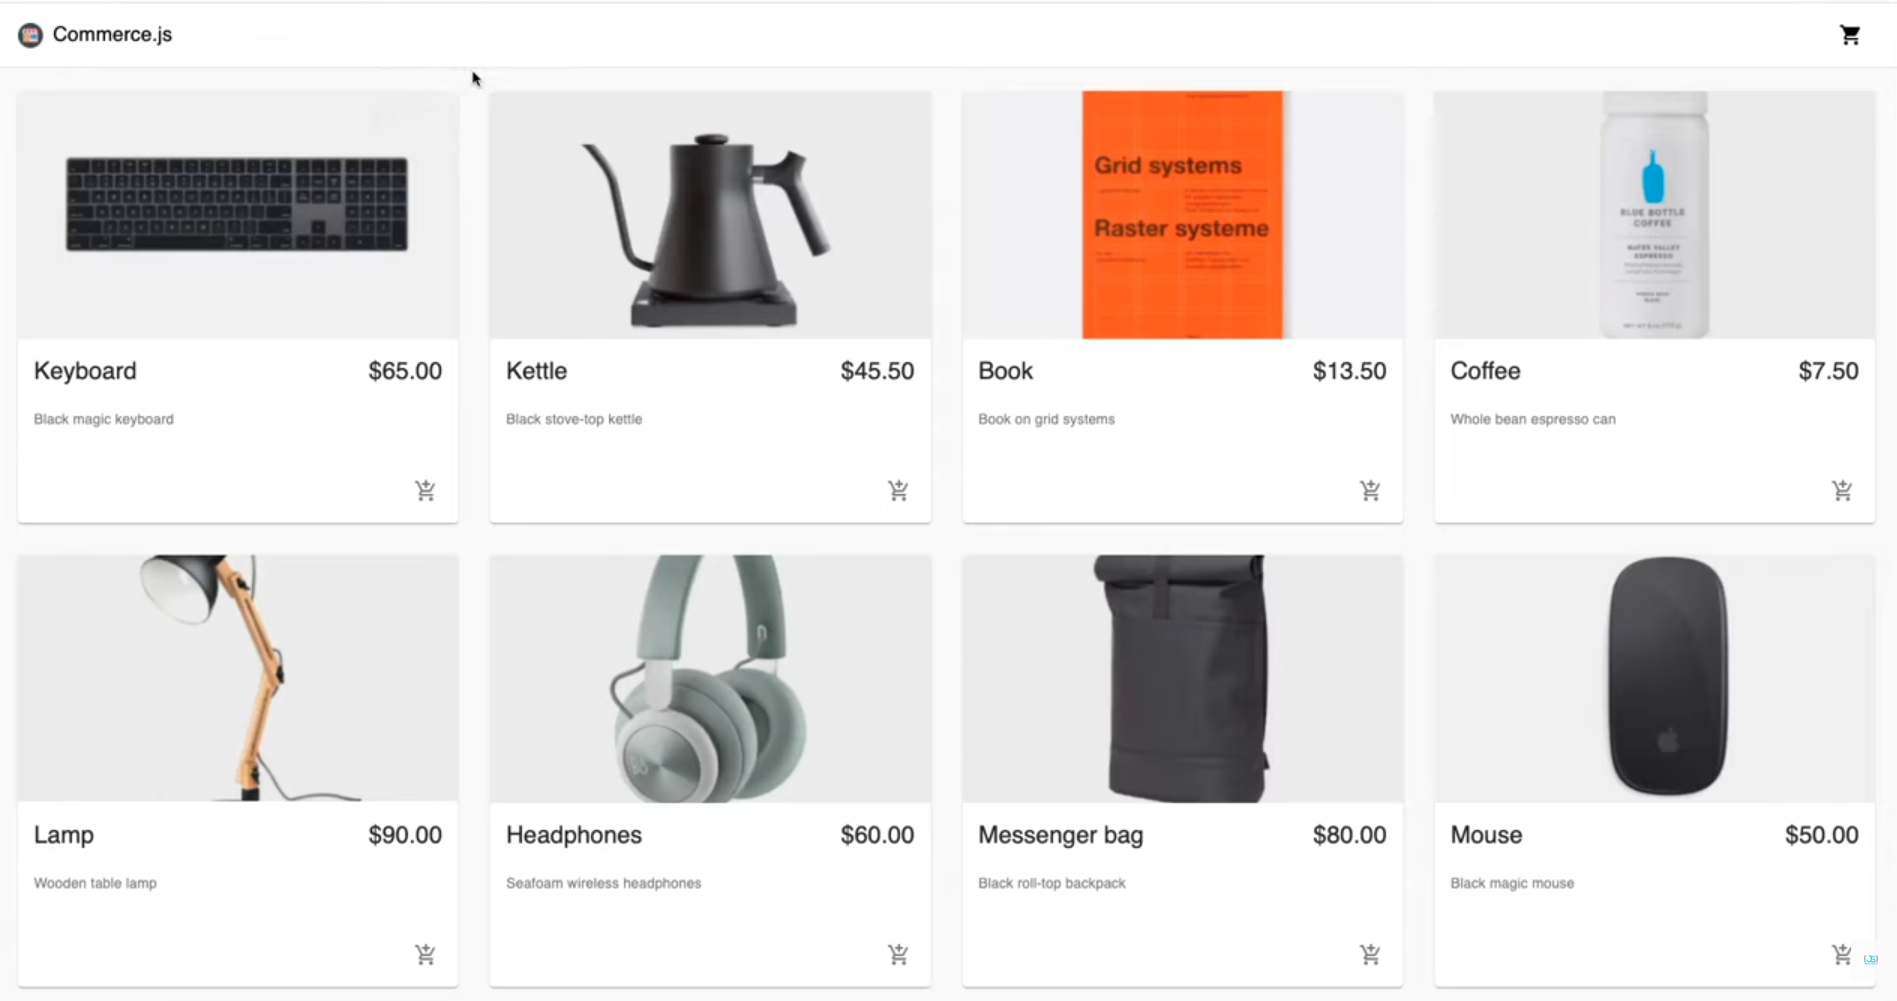 Commerce.js
Grid systems
Raster systeme
BLUE BOTTLE
COFFEE
WATER VALLEY
ESPRESSO
Keyboard $65.00
Black magic keyboard
Kettle $45.50
Black stove-top kettle
Book $13.50
Book on grid systems
Coffee $7.50
Whole bean espresso can
Lamp $90.00
Wooden table lamp
Headphones $60.00
Seafoam wireless headphones
Messenger bag $80.00
Black roll-top backpack
Mouse $50.00
Black magic mouse